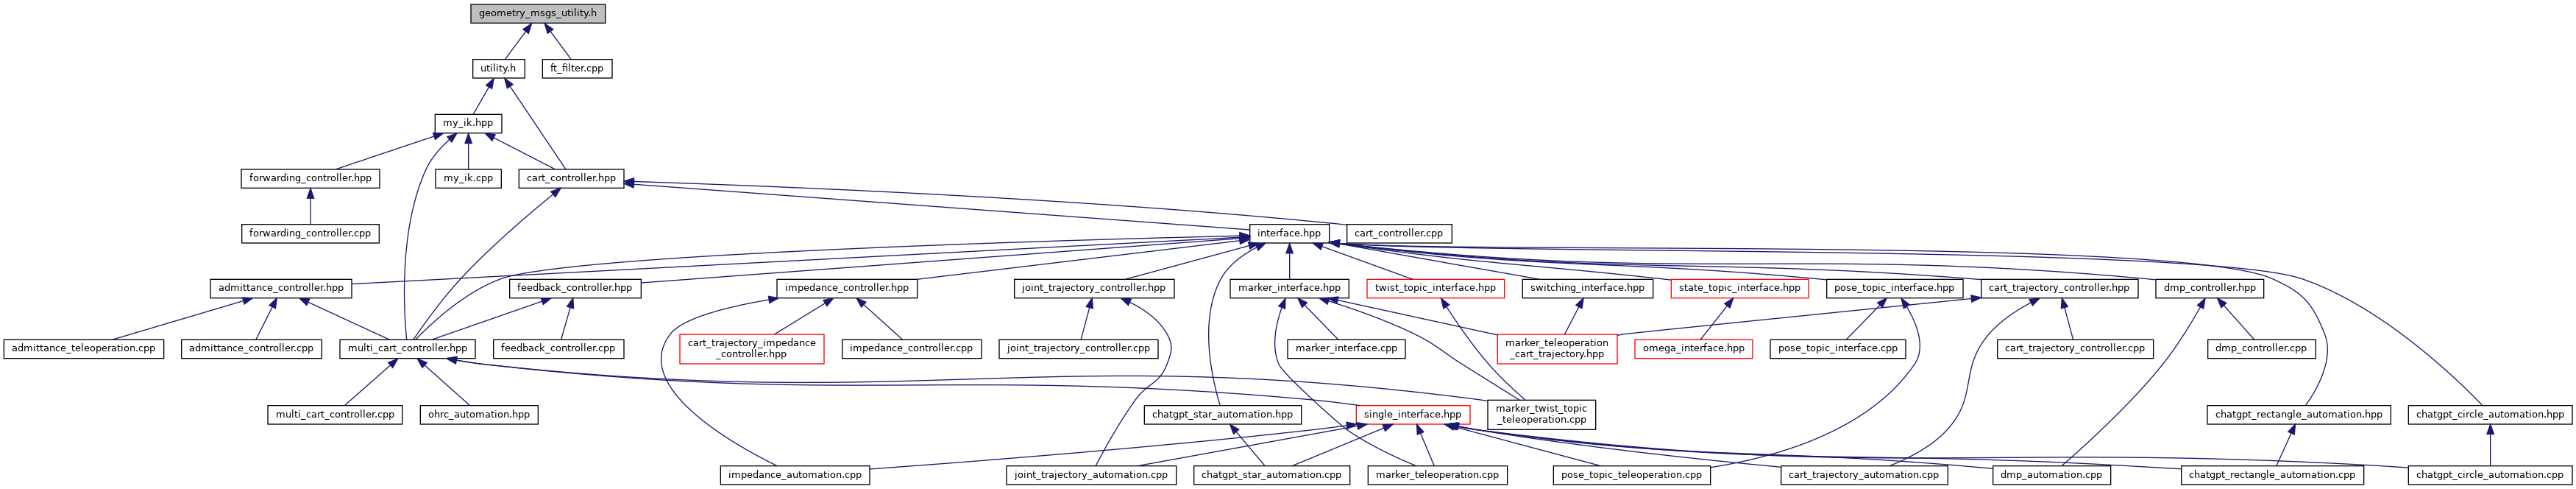 geometry_msgs_utility.h
utility.h
ft_filter.cpp
my_ik.hpp
forwarding_controller.hpp
my_ik.cpp
cart_controller.hpp
forwarding_controller.cpp
interface.hpp
cart_controller.cpp
admittance_controller.hpp
feedback_controller.hpp
impedance_controller.hpp
joint_trajectory_controller.hpp
marker_interface.hpp
twist_topic_interface.hpp
switching_interface.hpp
state_topic_interface.hpp
pose_topic_interface.hpp
cart_trajectory_controller.hpp
dmp_controller.hpp
admittance_teleoperation.cpp
admittance_controller.cpp
multi_cart_controller.hpp
feedback_controller.cpp
cart_trajectory_impedance
_controller.hpp
impedance_controller.cpp
joint_trajectory_controller.cpp
marker_interface.cpp
marker_teleoperation
_cart_trajectory.hpp
omega_interface.hpp
pose_topic_interface.cpp
cart_trajectory_controller.cpp
dmp_controller.cpp
multi_cart_controller.cpp
ohrc_automation.hpp
chatgpt_star_automation.hpp
single_interface.hpp
marker_twist_topic
_teleoperation.cpp
chatgpt_rectangle_automation.hpp
chatgpt_circle_automation.hpp
impedance_automation.cpp
joint_trajectory_automation.cpp
chatgpt_star_automation.cpp
marker_teleoperation.cpp
pose_topic_teleoperation.cpp
cart_trajectory_automation.cpp
dmp_automation.cpp
chatgpt_rectangle_automation.cpp
chatgpt_circle_automation.cpp